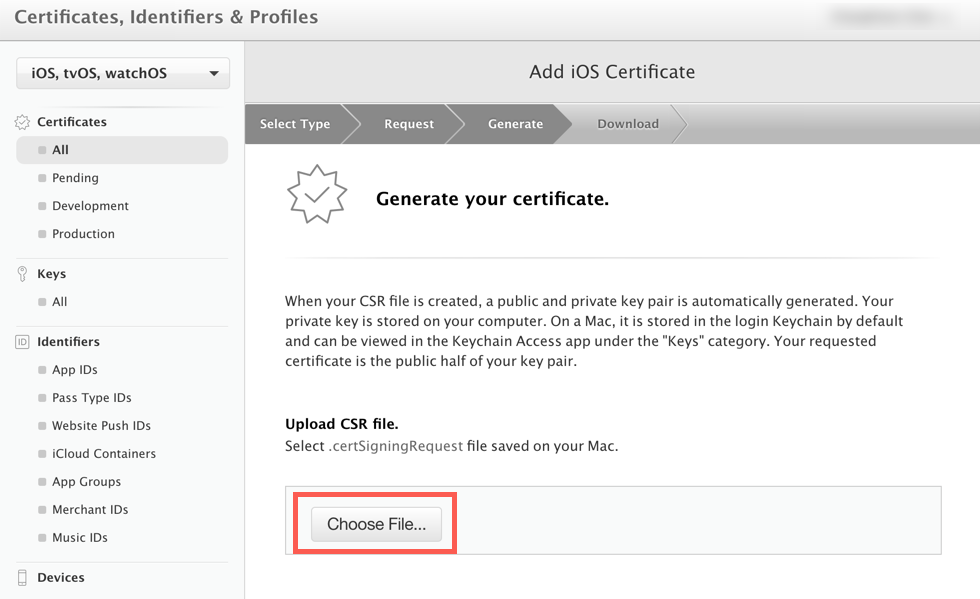 Certificates, Identifiers & Profiles
iOS, tvOS, watchOS
Certificates
All
Pending
Development
Production
Keys
All
ID Identifiers
App IDs
Pass Type IDs
Website Push IDs
iCloud Containers
App Groups
Merchant IDs
Music IDs
Devices
Add iOS Certificate
Select Type Request Generate Download
Generate your certificate.
When your CSR file is created, a public and private key pair is automatically generated. Your
private key is stored on your computer. On a Mac, it is stored in the login Keychain by default
and can be viewed in the Keychain Access app under the "Keys" category. Your requested
certificate is the public half of your key pair.
Upload CSR file.
Select .certSigningRequest file saved on your Mac.
Choose File...